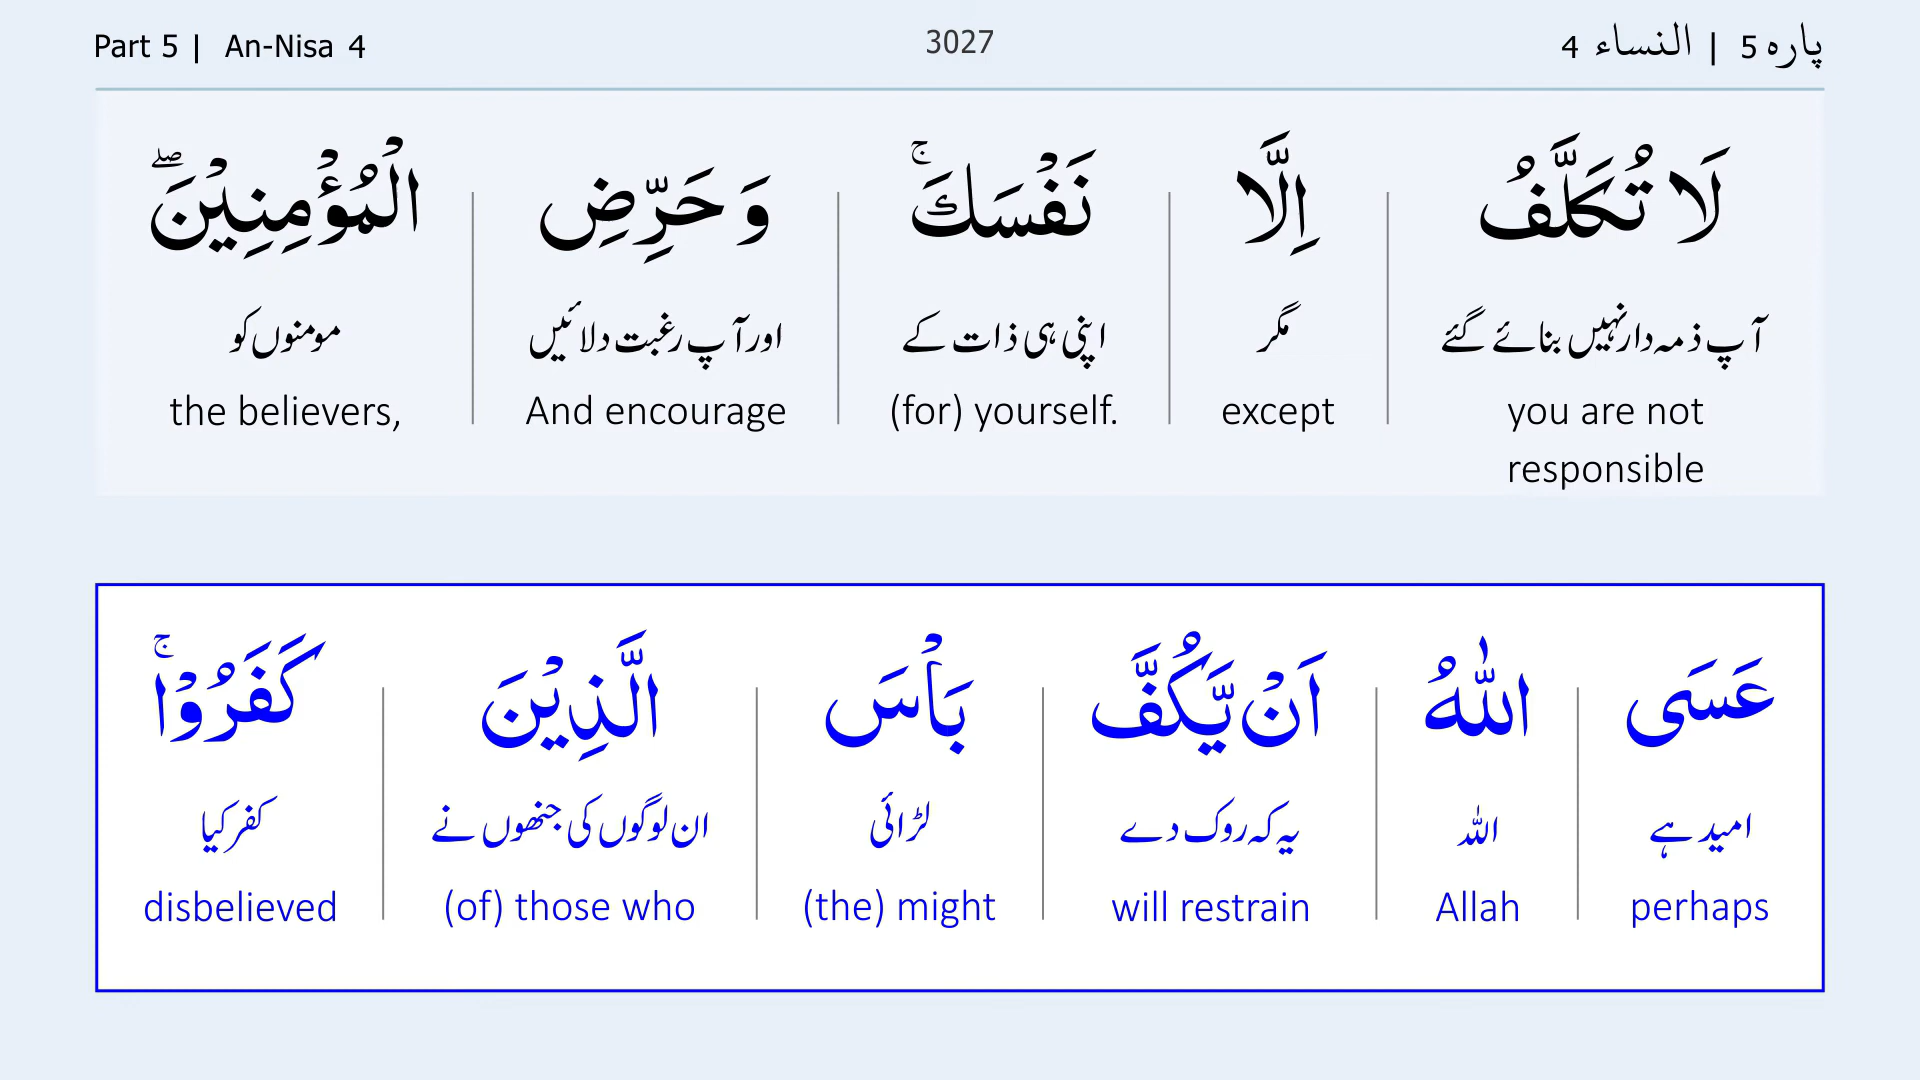 Part 5 | An-Nisa 4
3027
پارہ 5 | النساء 4
لَا تُكَلَّفُ اِلَّا نَفْسَكَ ۚ وَ حَرِّضِ الْمُؤْمِنِيْنَ ۖ
آپ ذمہ دار نہیں بنائے گئے مگر اپنی ہی ذات کے اور آپ رغبت دلائیں مومنوں کو
you are not responsible except (for) yourself. And encourage the believers,
عَسَى اللّٰهُ اَنْ يَّكُفَّ بَاْسَ الَّذِيْنَ كَفَرُوْا ۚ
امید ہے اللہ یہ کہ روک دے لڑائی ان لوگوں کی جنھوں نے کفر کیا
perhaps Allah will restrain (the) might (of) those who disbelieved